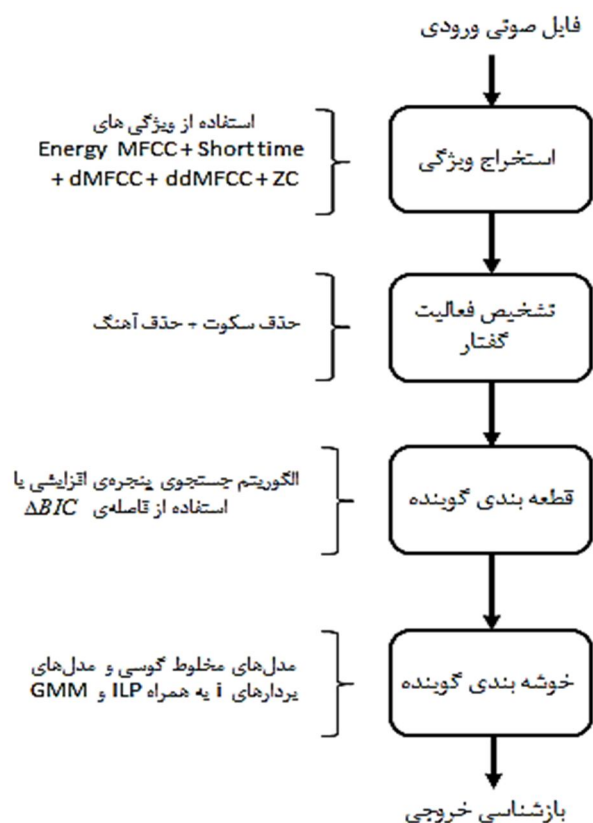 فایل صوتی ورودی
استخراج ویژگی
استفاده از ویژگی های
Energy MFCC + Short time
+ dMFCC + ddMFCC + ZC
تشخیص فعالیت
گفتار
حذف سکوت + حذف آهنگ
قطعه بندی گوینده
الگوریتم جستجوی پنجره‌ی افزایشی با
استفاده از فاصله‌ی ΔBIC
خوشه بندی گوینده
مدل‌های مخلوط گوسی و مدل‌های
بردارهای i به همراه ILP و GMM
بازشناسی خروجی